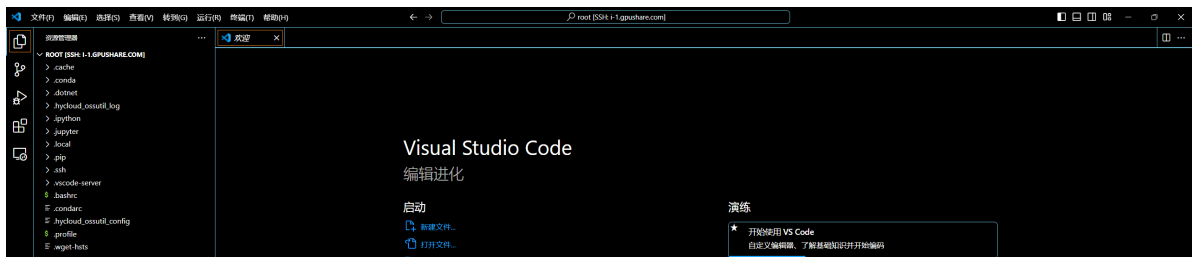 文件(F) 编辑(E) 选择(S) 查看(V) 转到(G) 运行(R) 终端(T) 帮助(H) root [SSH: i-1.gpushare.com]
资源管理器 ... 欢迎
ROOT [SSH: I-1.GPUSHARE.COM]
.cache
.conda
.dotnet
.hycloud_ossutil_log
.ipython
.jupyter
.local
.pip
.ssh
.vscode-server
.bashrc
.condarc
.hycloud_ossutil_config
.profile
.wget-hsts
Visual Studio Code
编辑进化
启动
新建文件...
打开文件...
演练
开始使用 VS Code
自定义编辑器、了解基础知识并开始编码